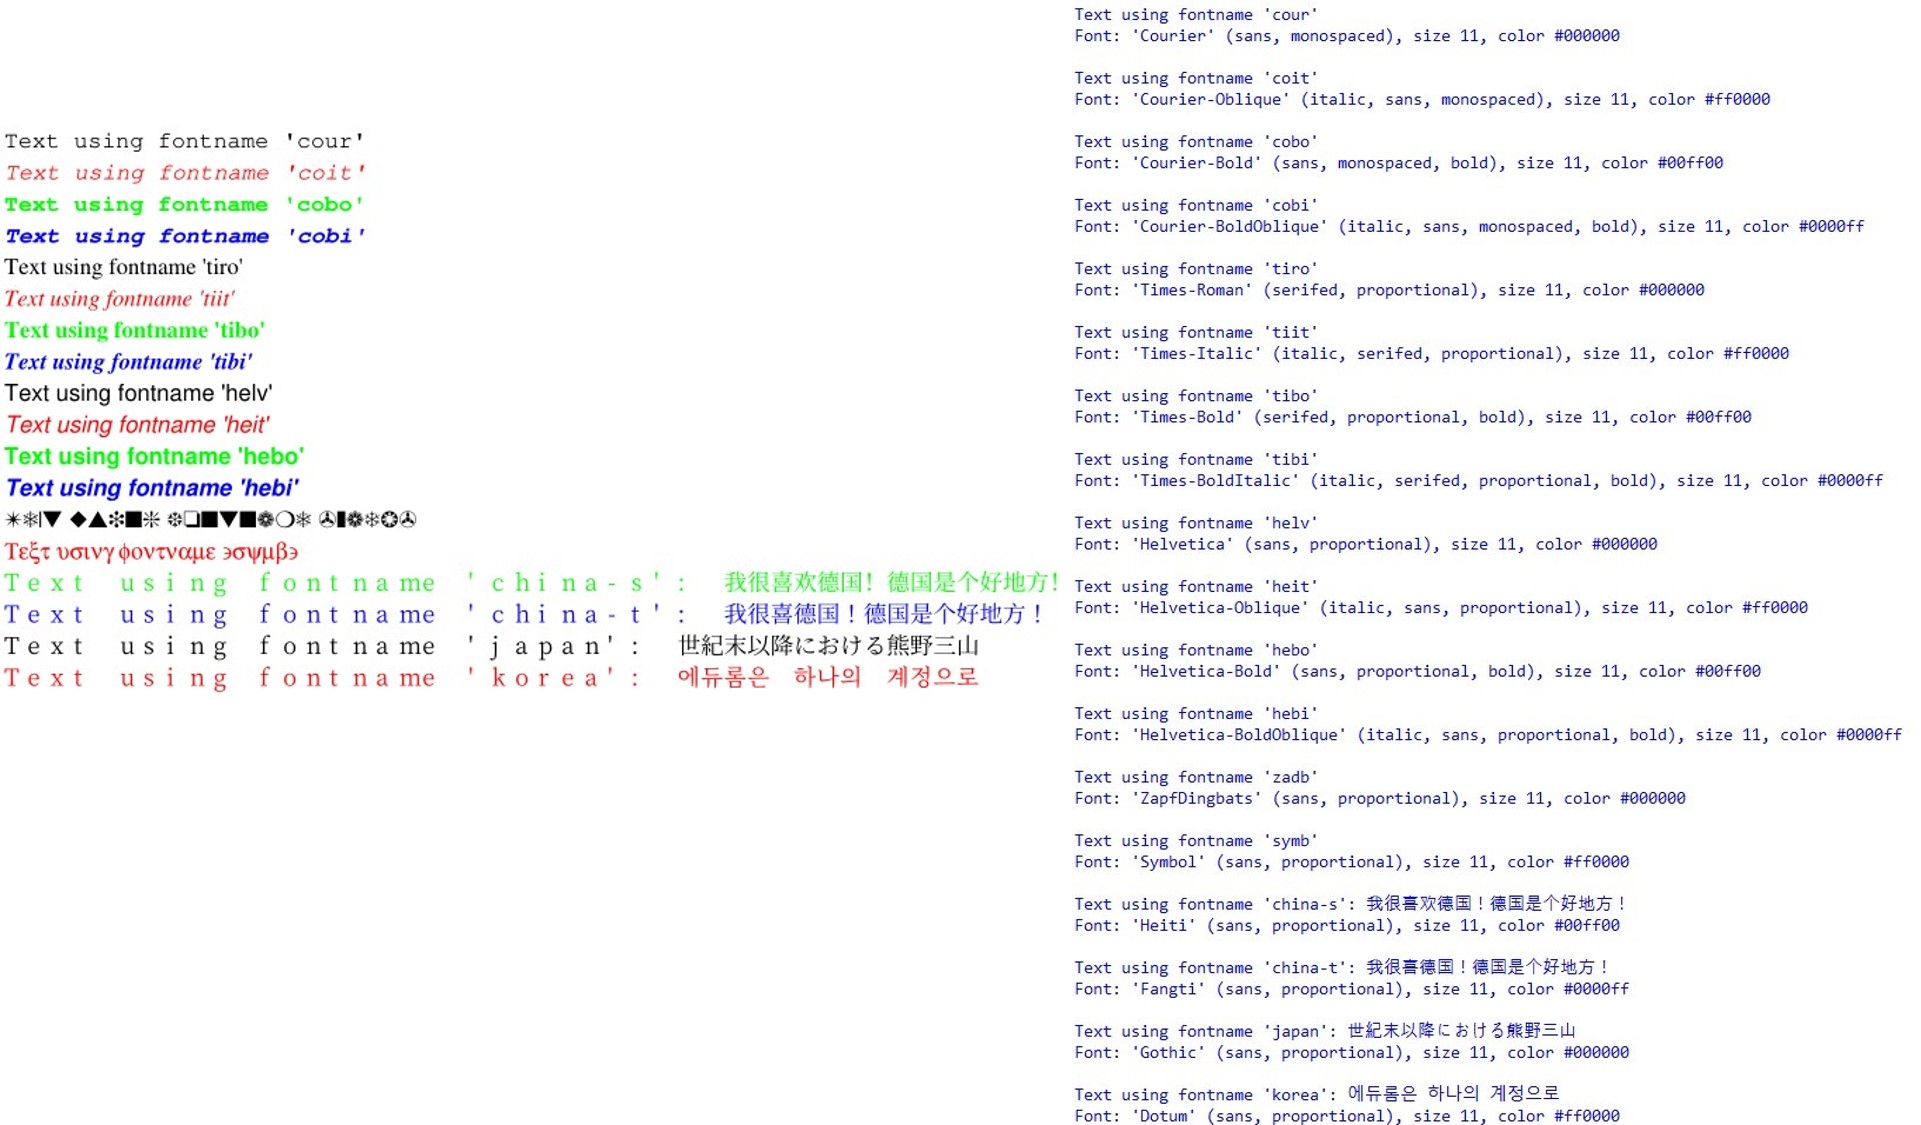 Text using fontname 'cour'
Text using fontname 'coit'
Text using fontname 'cobo'
Text using fontname 'cobi'
Text using fontname 'tiro'
Text using fontname 'tiit'
Text using fontname 'tibo'
Text using fontname 'tibi'
Text using fontname 'helv'
Text using fontname 'heit'
Text using fontname 'hebo'
Text using fontname 'hebi'
Τεξτ υσινγ φοντναμε ϶σψμβ϶
Text using fontname 'china-s': 我很喜欢德国！德国是个好地方！
Text using fontname 'china-t': 我很喜德国！德国是个好地方！
Text using fontname 'japan': 世紀末以降における熊野三山
Text using fontname 'korea': 에듀롬은 하나의 계정으로
Text using fontname 'cour'
Font: 'Courier' (sans, monospaced), size 11, color #000000
Text using fontname 'coit'
Font: 'Courier-Oblique' (italic, sans, monospaced), size 11, color #ff0000
Text using fontname 'cobo'
Font: 'Courier-Bold' (sans, monospaced, bold), size 11, color #00ff00
Text using fontname 'cobi'
Font: 'Courier-BoldOblique' (italic, sans, monospaced, bold), size 11, color #0000ff
Text using fontname 'tiro'
Font: 'Times-Roman' (serifed, proportional), size 11, color #000000
Text using fontname 'tiit'
Font: 'Times-Italic' (italic, serifed, proportional), size 11, color #ff0000
Text using fontname 'tibo'
Font: 'Times-Bold' (serifed, proportional, bold), size 11, color #00ff00
Text using fontname 'tibi'
Font: 'Times-BoldItalic' (italic, serifed, proportional, bold), size 11, color #0000ff
Text using fontname 'helv'
Font: 'Helvetica' (sans, proportional), size 11, color #000000
Text using fontname 'heit'
Font: 'Helvetica-Oblique' (italic, sans, proportional), size 11, color #ff0000
Text using fontname 'hebo'
Font: 'Helvetica-Bold' (sans, proportional, bold), size 11, color #00ff00
Text using fontname 'hebi'
Font: 'Helvetica-BoldOblique' (italic, sans, proportional, bold), size 11, color #0000ff
Text using fontname 'zadb'
Font: 'ZapfDingbats' (sans, proportional), size 11, color #000000
Text using fontname 'symb'
Font: 'Symbol' (sans, proportional), size 11, color #ff0000
Text using fontname 'china-s': 我很喜欢德国！德国是个好地方！
Font: 'Heiti' (sans, proportional), size 11, color #00ff00
Text using fontname 'china-t': 我很喜德国！德国是个好地方！
Font: 'Fangti' (sans, proportional), size 11, color #0000ff
Text using fontname 'japan': 世紀末以降における熊野三山
Font: 'Gothic' (sans, proportional), size 11, color #000000
Text using fontname 'korea': 에듀롬은 하나의 계정으로
Font: 'Dotum' (sans, proportional), size 11, color #ff0000